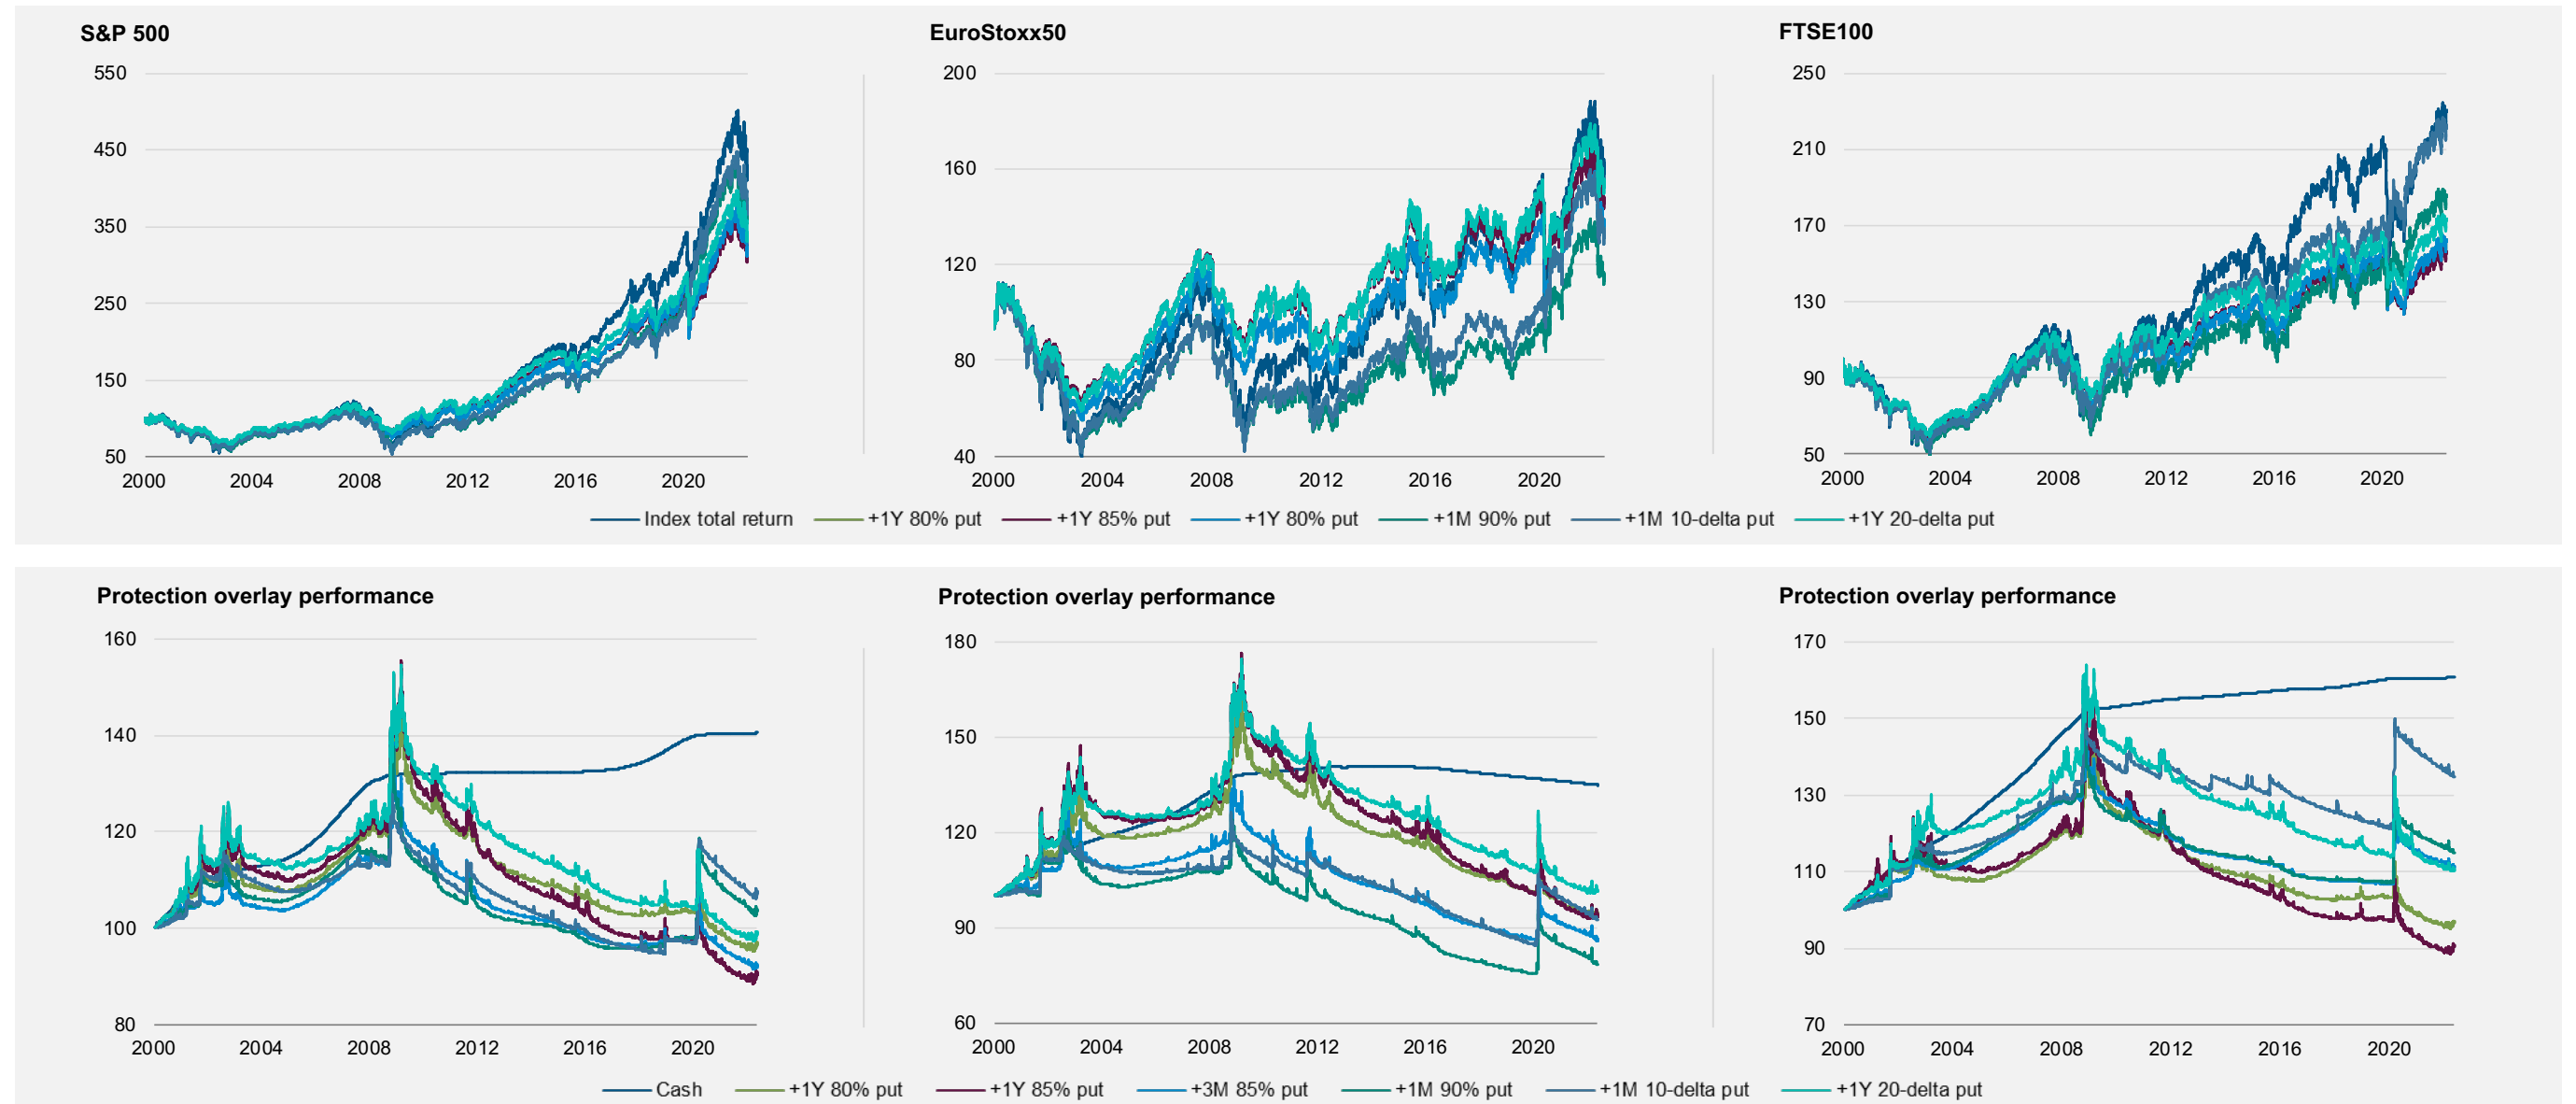 S&P 500
EuroStoxx50
FTSE100
550
450
350
250
150
50
2000 2004 2008 2012 2016 2020
200
160
120
80
40
2000 2004 2008 2012 2016 2020
250
210
170
130
90
50
2000 2004 2008 2012 2016 2020
Index total return +1Y 80% put +1Y 85% put +1Y 80% put +1M 90% put +1M 10-delta put +1Y 20-delta put
Protection overlay performance
Protection overlay performance
Protection overlay performance
160
140
120
100
80
2000 2004 2008 2012 2016 2020
180
150
120
90
60
2000 2004 2008 2012 2016 2020
170
150
130
110
90
70
2000 2004 2008 2012 2016 2020
Cash +1Y 80% put +1Y 85% put +3M 85% put +1M 90% put +1M 10-delta put +1Y 20-delta put